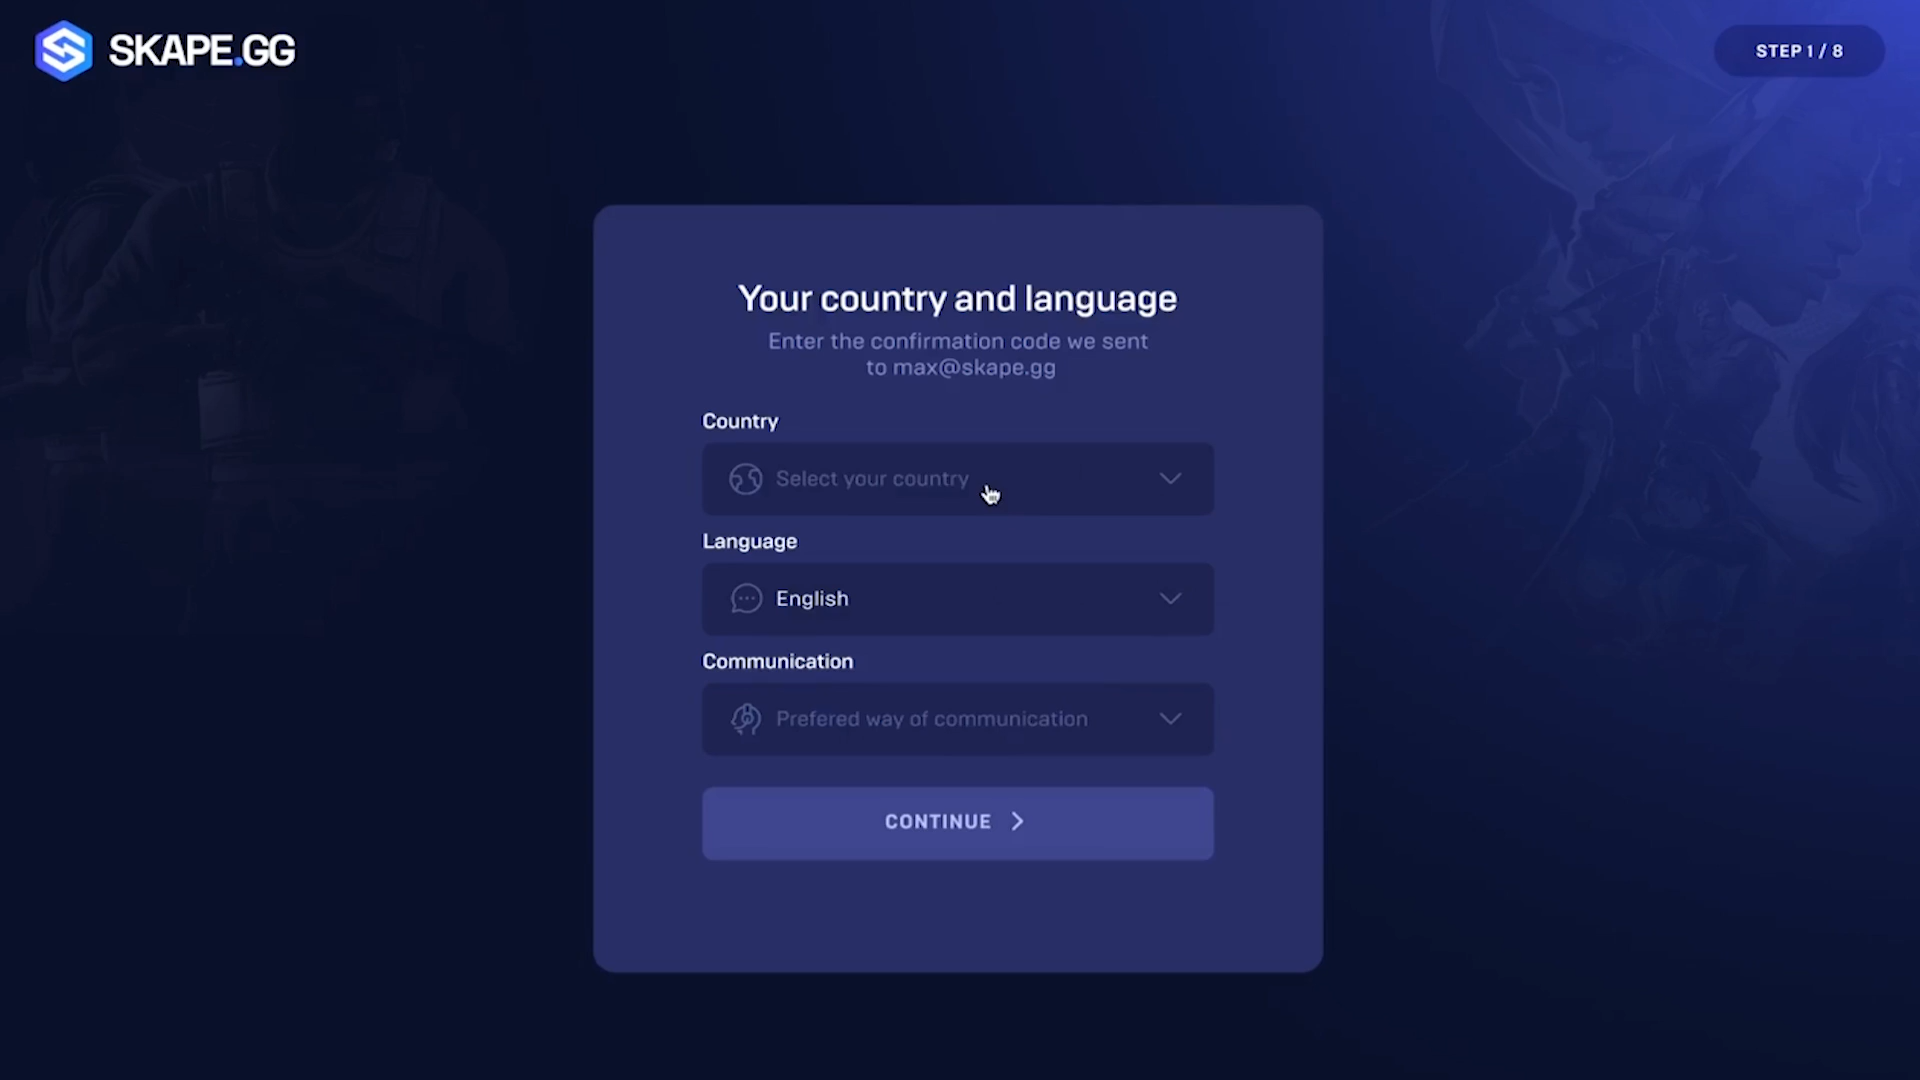 SKAPE.GG
STEP 1 / 8
Your country and language
Enter the confirmation code we sent
to max@skape.gg
Country
Select your country
Language
English
Communication
Prefered way of communication
CONTINUE